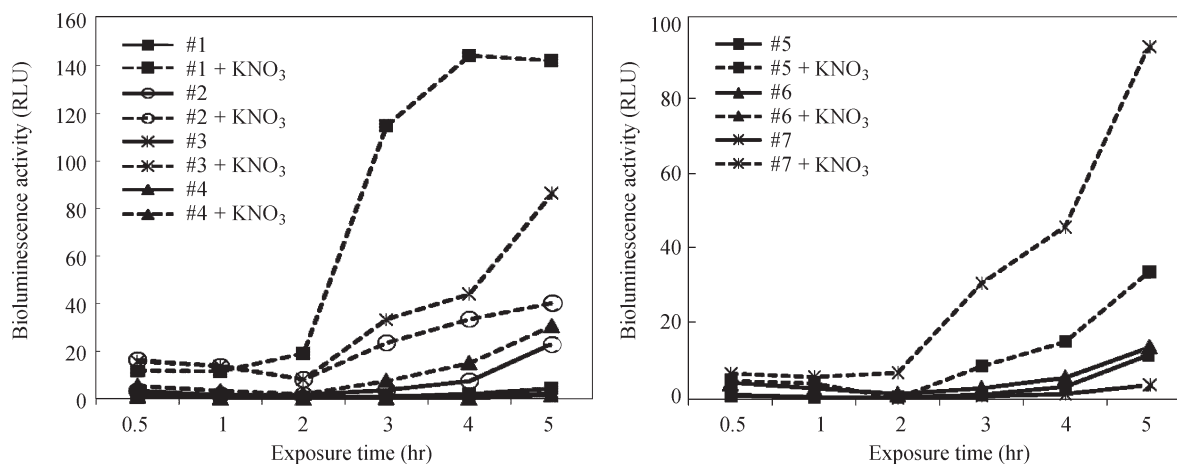 Bioluminescence activity (RLU)
160
140
120
100
80
60
40
20
0
#1
#1 + KNO₃
#2
#2 + KNO₃
#3
#3 + KNO₃
#4
#4 + KNO₃
0.5 1 2 3 4 5
Exposure time (hr)
Bioluminescence activity (RLU)
100
80
60
40
20
0
#5
#5 + KNO₃
#6
#6 + KNO₃
#7
#7 + KNO₃
0.5 1 2 3 4 5
Exposure time (hr)